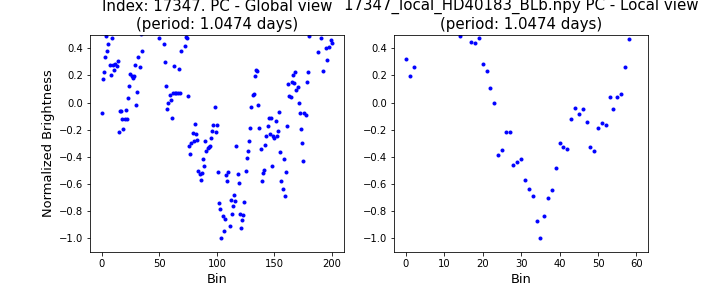 Index: 17347. PC - Global view
(period: 1.0474 days)
17347_local_HD40183_BLb.npy PC - Local view
(period: 1.0474 days)
Normalized Brightness
0.4
0.2
0.0
−0.2
−0.4
−0.6
−0.8
−1.0
0 50 100 150 200
Bin
0.4
0.2
0.0
−0.2
−0.4
−0.6
−0.8
−1.0
0 10 20 30 40 50 60
Bin